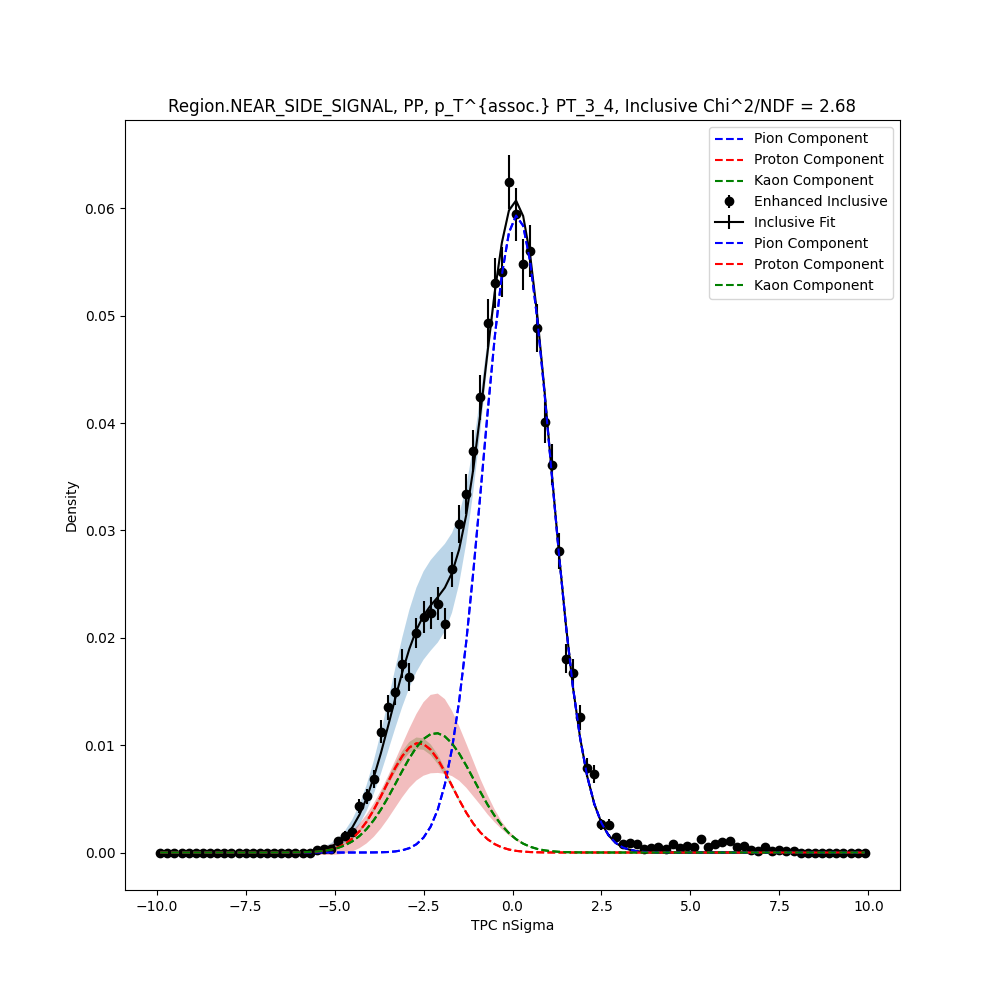 Region.NEAR_SIDE_SIGNAL, PP, p_T^{assoc.} PT_3_4, Inclusive Chi^2/NDF = 2.68
Pion Component
Proton Component
Kaon Component
Enhanced Inclusive
Inclusive Fit
Pion Component
Proton Component
Kaon Component
0.06
0.05
0.04
0.03
0.02
0.01
0.00
Density
−10.0 −7.5 −5.0 −2.5 0.0 2.5 5.0 7.5 10.0
TPC nSigma